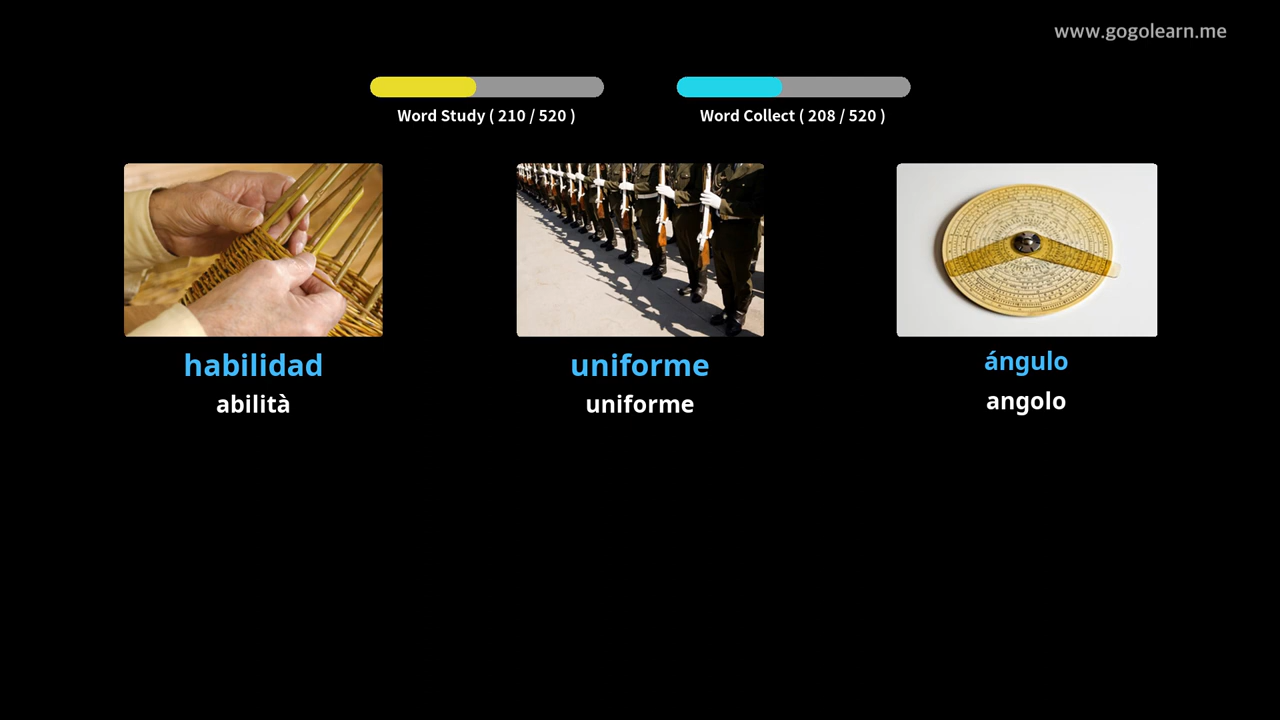 www.gogolearn.me
Word Study ( 210 / 520 )
Word Collect ( 208 / 520 )
habilidad
abilità
uniforme
uniforme
ángulo
angolo